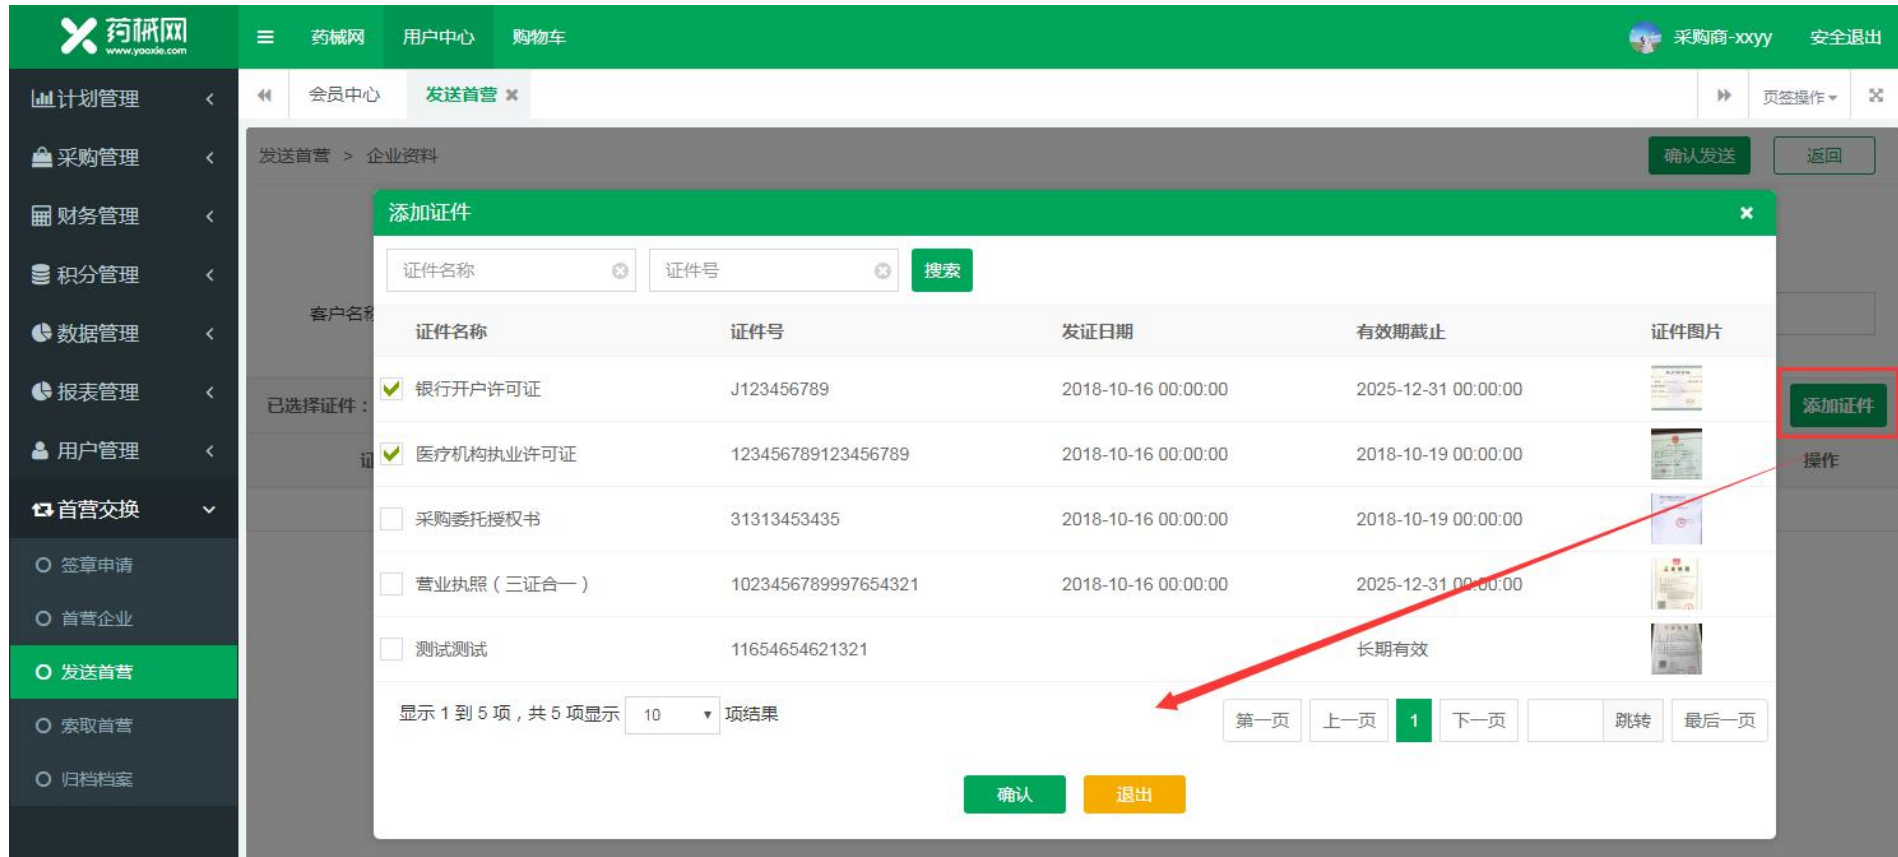 药械网
www.yaoxie.com
药械网 用户中心 购物车 采购商-xxyy 安全退出
会员中心 发送首营 页签操作
发送首营 > 企业资料 确认发送 返回
计划管理
采购管理
财务管理
积分管理
数据管理
报表管理
用户管理
首营交换
签章申请
首营企业
发送首营
索取首营
归档档案
客户名称
已选择证件：
添加证件
操作
添加证件
证件名称 证件号 搜索
证件名称 证件号 发证日期 有效期截止 证件图片
银行开户许可证 J123456789 2018-10-16 00:00:00 2025-12-31 00:00:00
医疗机构执业许可证 123456789123456789 2018-10-16 00:00:00 2018-10-19 00:00:00
采购委托授权书 31313453435 2018-10-16 00:00:00 2018-10-19 00:00:00
营业执照（三证合一） 1023456789997654321 2018-10-16 00:00:00 2025-12-31 00:00:00
测试测试 11654654621321 长期有效
显示 1 到 5 项，共 5 项显示 10 项结果
第一页 上一页 1 下一页 跳转 最后一页
确认 退出